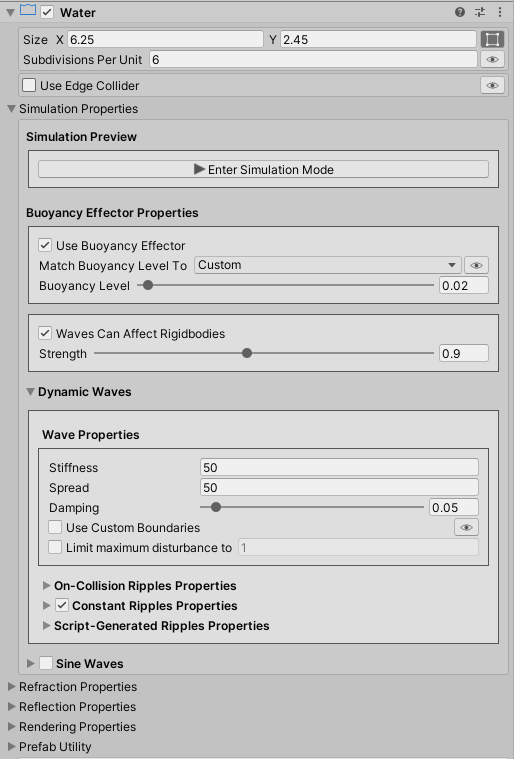 Water
Size X 6.25 Y 2.45
Subdivisions Per Unit 6
Use Edge Collider
Simulation Properties
Simulation Preview
Enter Simulation Mode
Buoyancy Effector Properties
Use Buoyancy Effector
Match Buoyancy Level To Custom
Buoyancy Level 0.02
Waves Can Affect Rigidbodies
Strength 0.9
Dynamic Waves
Wave Properties
Stiffness 50
Spread 50
Damping 0.05
Use Custom Boundaries
Limit maximum disturbance to 1
On-Collision Ripples Properties
Constant Ripples Properties
Script-Generated Ripples Properties
Sine Waves
Refraction Properties
Reflection Properties
Rendering Properties
Prefab Utility